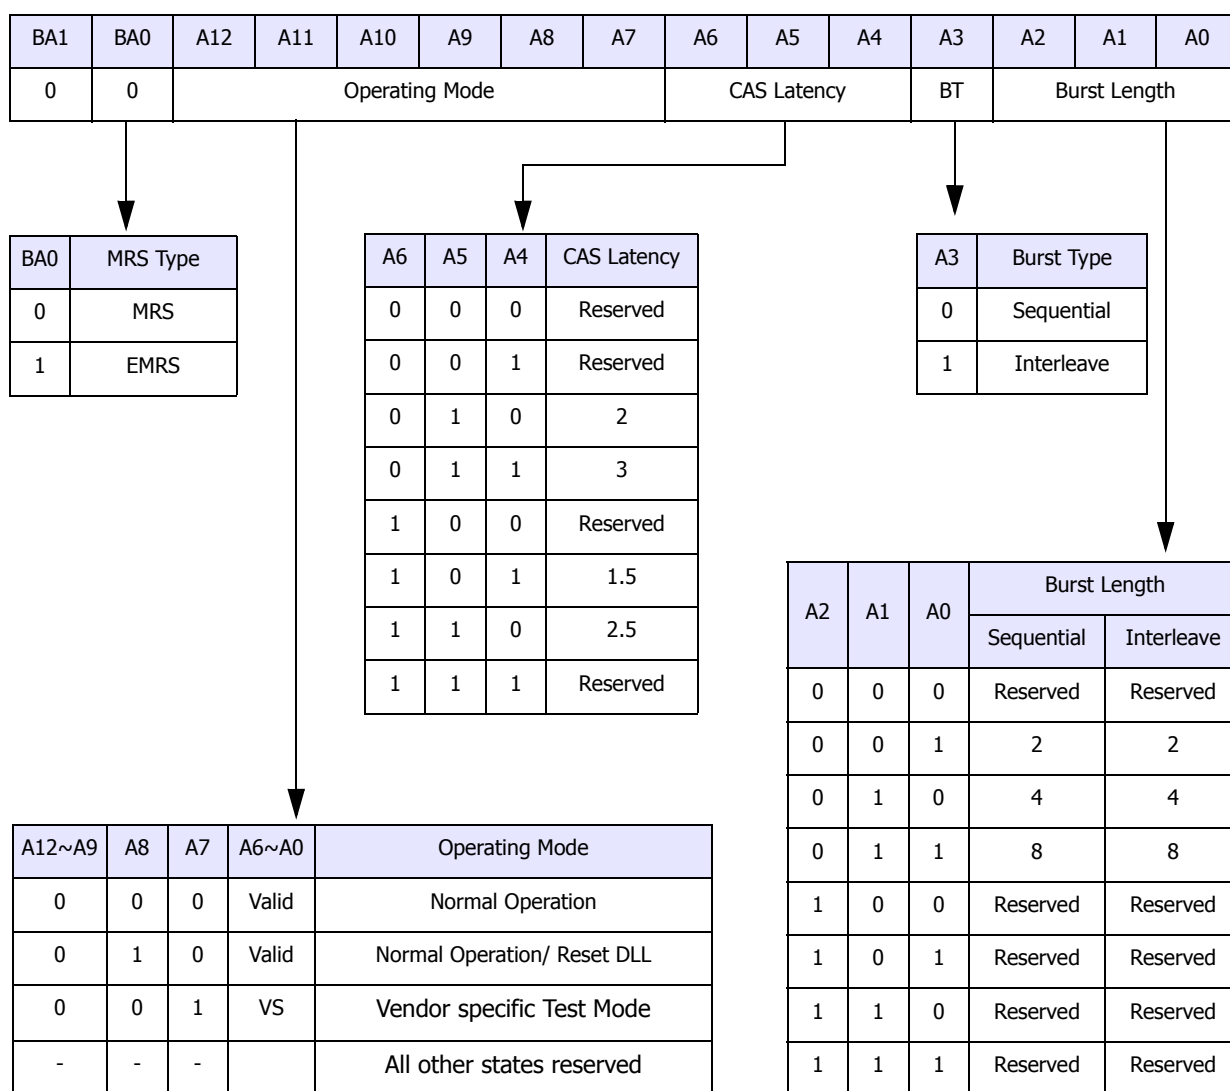 BA1 BA0 A12 A11 A10 A9 A8 A7 A6 A5 A4 A3 A2 A1 A0
0 0 Operating Mode CAS Latency BT Burst Length
BA0 MRS Type
0 MRS
1 EMRS
A6 A5 A4 CAS Latency
0 0 0 Reserved
0 0 1 Reserved
0 1 0 2
0 1 1 3
1 0 0 Reserved
1 0 1 1.5
1 1 0 2.5
1 1 1 Reserved
A3 Burst Type
0 Sequential
1 Interleave
A2 A1 A0 Burst Length
Sequential Interleave
0 0 0 Reserved Reserved
0 0 1 2 2
0 1 0 4 4
0 1 1 8 8
1 0 0 Reserved Reserved
1 0 1 Reserved Reserved
1 1 0 Reserved Reserved
1 1 1 Reserved Reserved
A12~A9 A8 A7 A6~A0 Operating Mode
0 0 0 Valid Normal Operation
0 1 0 Valid Normal Operation/ Reset DLL
0 0 1 VS Vendor specific Test Mode
- - - All other states reserved